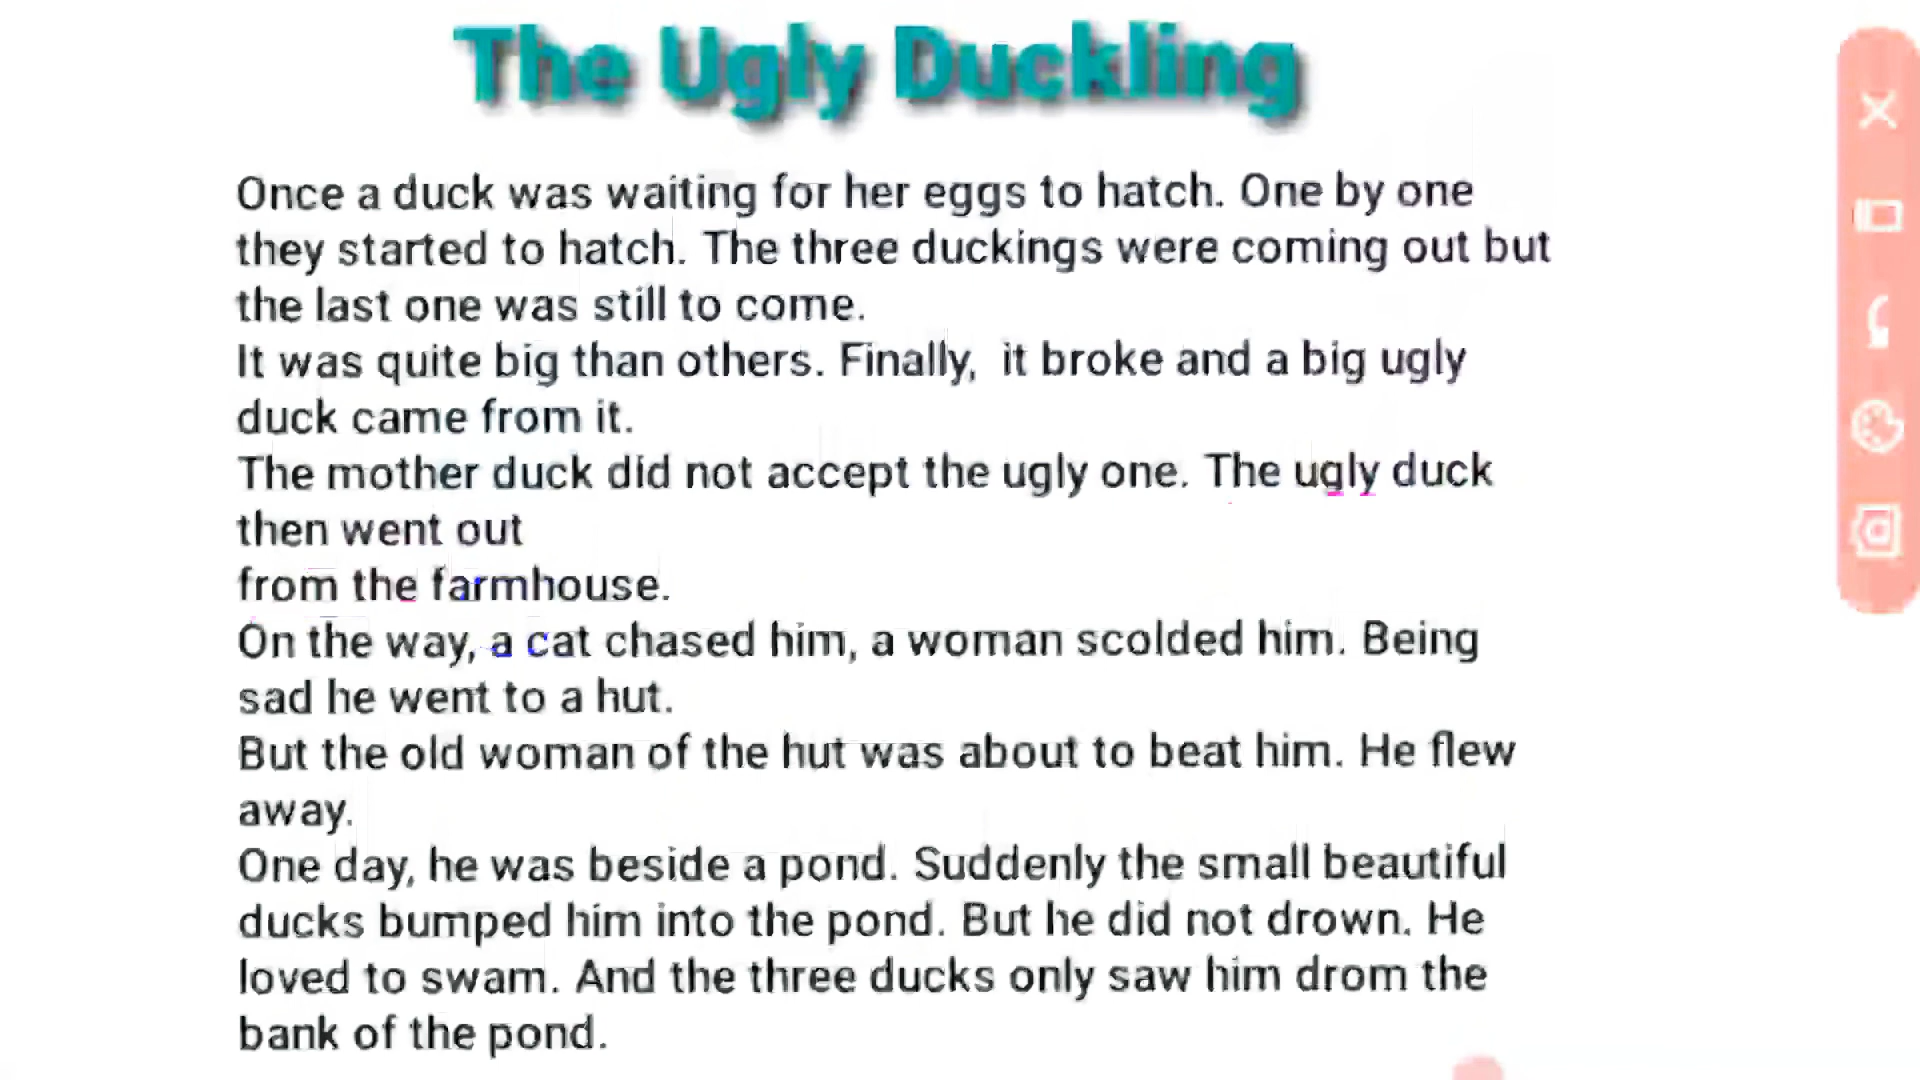 The Ugly Duckling
Once a duck was waiting for her eggs to hatch. One by one
they started to hatch. The three duckings were coming out but
the last one was still to come.
It was quite big than others. Finally, it broke and a big ugly
duck came from it.
The mother duck did not accept the ugly one. The ugly duck
then went out
from the farmhouse.
On the way, a cat chased him, a woman scolded him. Being
sad he went to a hut.
But the old woman of the hut was about to beat him. He flew
away.
One day, he was beside a pond. Suddenly the small beautiful
ducks bumped him into the pond. But he did not drown. He
loved to swam. And the three ducks only saw him drom the
bank of the pond.